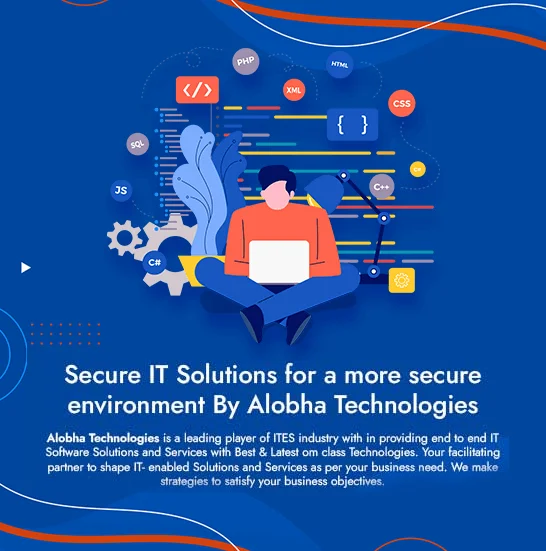 PHP
HTML
</>
XML
CSS
{ }
SQL
C++
JS
C#
Secure IT Solutions for a more secure
environment By Alobha Technologies
Alobha Technologies is a leading player of ITES industry with in providing end to end IT
Software Solutions and Services with Best & Latest om class Technologies. Your facilitating
partner to shape IT- enabled Solutions and Services as per your business need. We make
strategies to satisfy your business objectives.